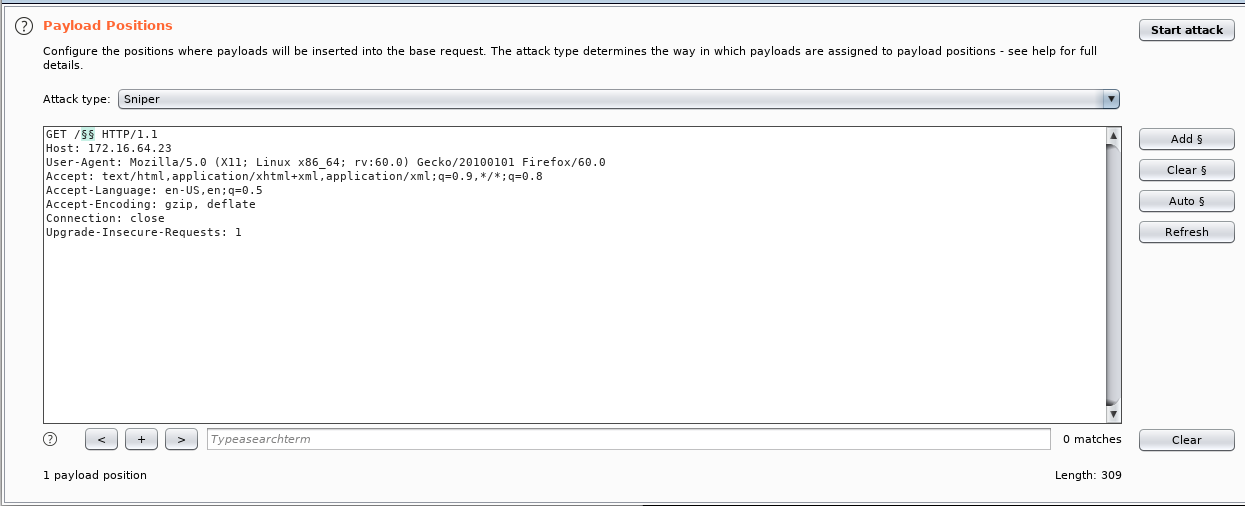 ? Payload Positions
Start attack
Configure the positions where payloads will be inserted into the base request. The attack type determines the way in which payloads are assigned to payload positions - see help for full
details.
Attack type: Sniper
GET /§§ HTTP/1.1
Host: 172.16.64.23
User-Agent: Mozilla/5.0 (X11; Linux x86_64; rv:60.0) Gecko/20100101 Firefox/60.0
Accept: text/html,application/xhtml+xml,application/xml;q=0.9,*/*;q=0.8
Accept-Language: en-US,en;q=0.5
Accept-Encoding: gzip, deflate
Connection: close
Upgrade-Insecure-Requests: 1
Add §
Clear §
Auto §
Refresh
? < + > Typeasearchterm 0 matches Clear
1 payload position Length: 309